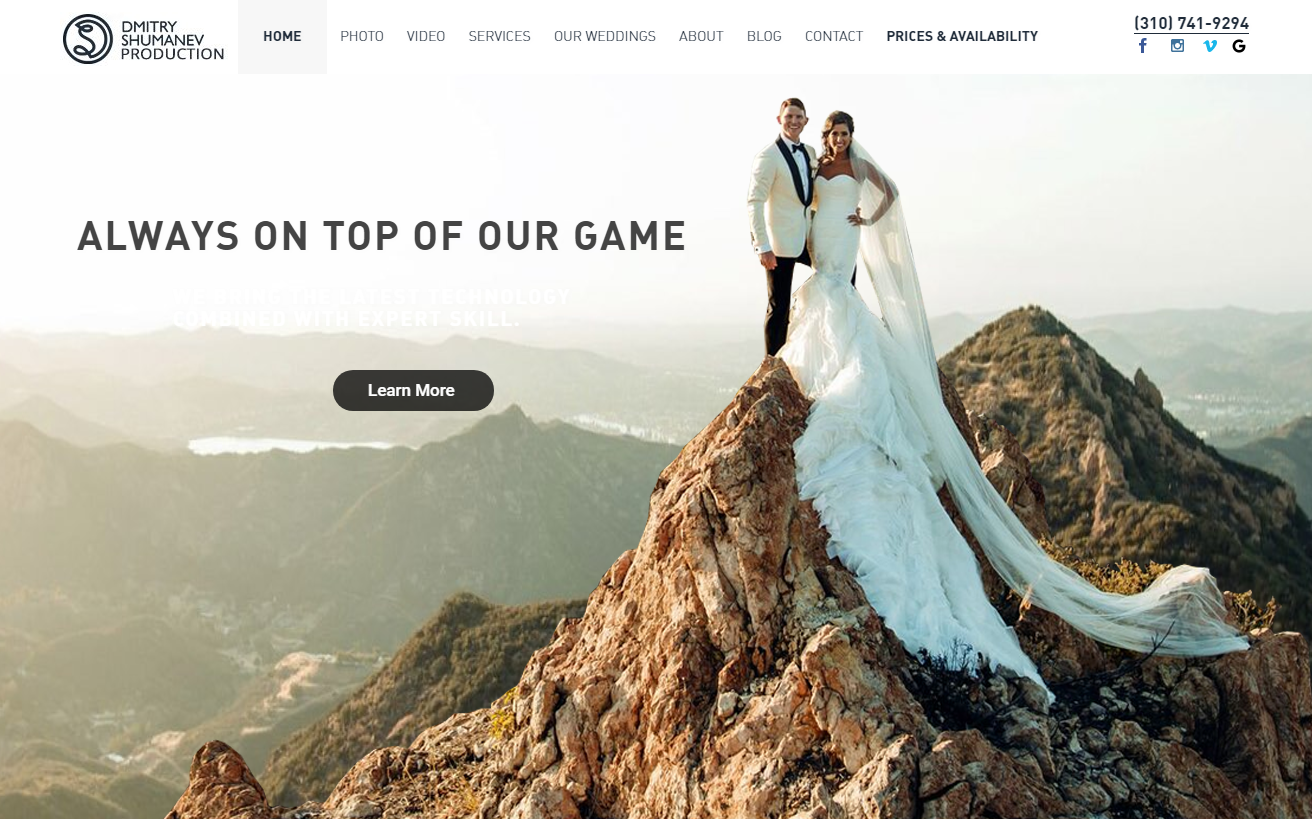 DMITRY
SHUMANEV
PRODUCTION
HOME
PHOTO
VIDEO
SERVICES
OUR WEDDINGS
ABOUT
BLOG
CONTACT
PRICES & AVAILABILITY
(310) 741-9294
ALWAYS ON TOP OF OUR GAME
WE BRING THE LATEST TECHNOLOGY
COMBINED WITH EXPERT SKILL.
Learn More